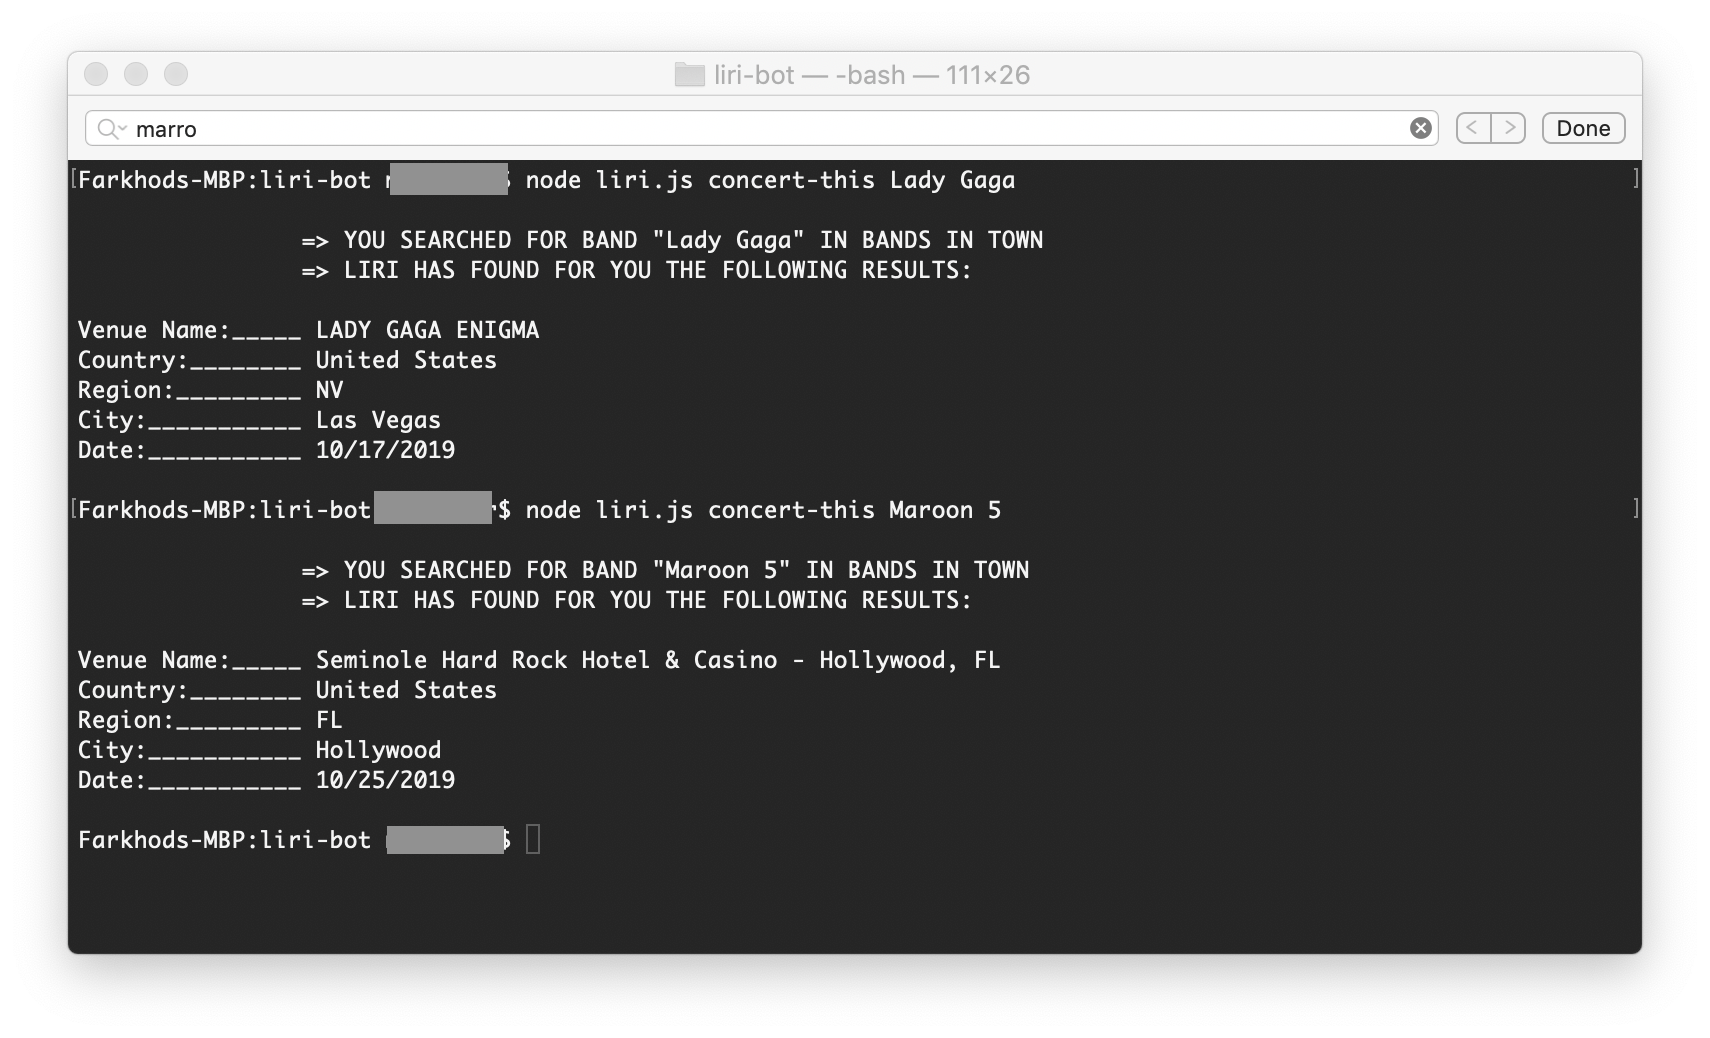 liri-bot — -bash — 111×26
marro
Done
[Farkhods-MBP:liri-bot $ node liri.js concert-this Lady Gaga ]
=> YOU SEARCHED FOR BAND "Lady Gaga" IN BANDS IN TOWN
=> LIRI HAS FOUND FOR YOU THE FOLLOWING RESULTS:
Venue Name:_____ LADY GAGA ENIGMA
Country:________ United States
Region:_________ NV
City:___________ Las Vegas
Date:___________ 10/17/2019
[Farkhods-MBP:liri-bot $ node liri.js concert-this Maroon 5 ]
=> YOU SEARCHED FOR BAND "Maroon 5" IN BANDS IN TOWN
=> LIRI HAS FOUND FOR YOU THE FOLLOWING RESULTS:
Venue Name:_____ Seminole Hard Rock Hotel & Casino - Hollywood, FL
Country:________ United States
Region:_________ FL
City:___________ Hollywood
Date:___________ 10/25/2019
Farkhods-MBP:liri-bot $